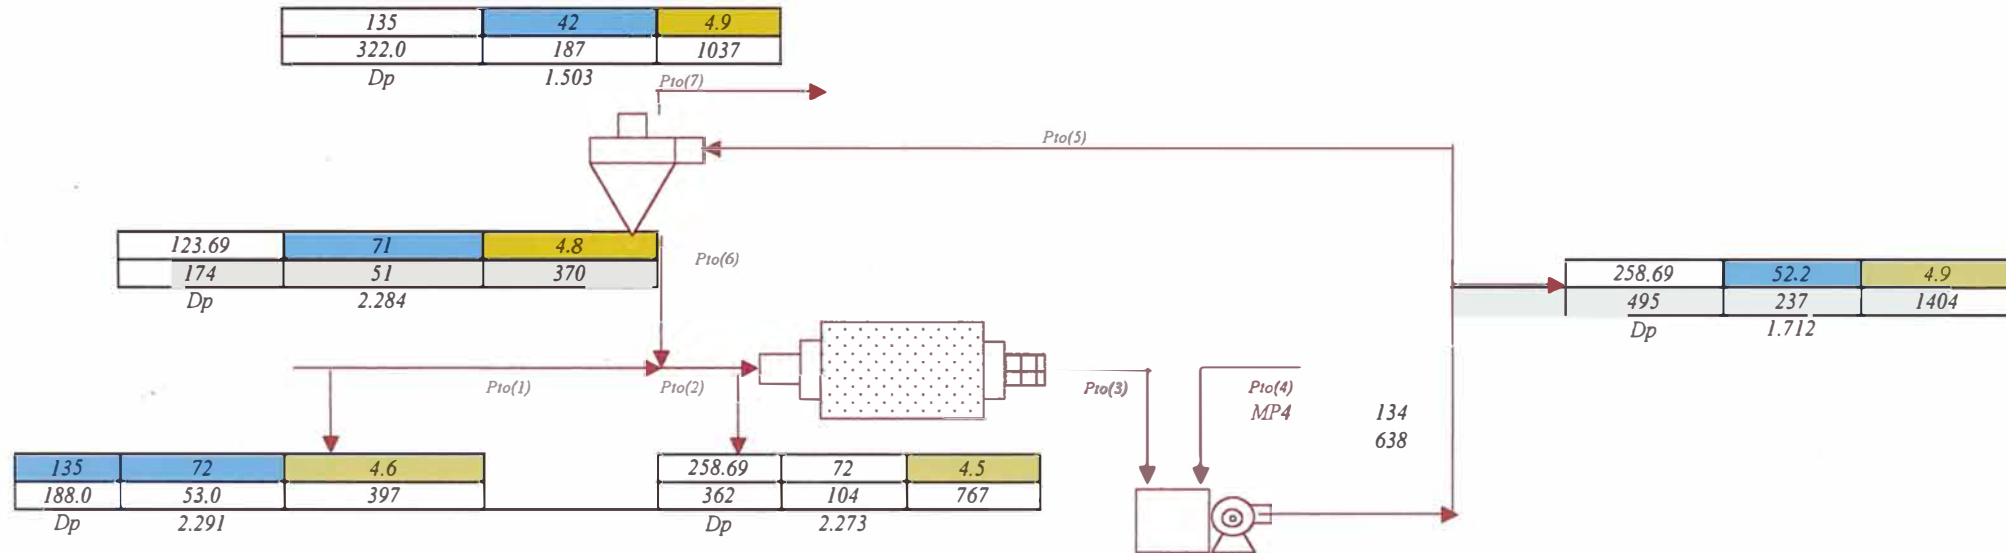 135 42 4.9
322.0 187 1037
Dp 1.503
Pto(7)
Pto(5)
123.69 71 4.8
174 51 370
Dp 2.284
Pto(6)
258.69 52.2 4.9
495 237 1404
Dp 1.712
Pto(1)
Pto(2)
Pto(3)
Pto(4)
MP4 134
638
135 72 4.6
188.0 53.0 397
Dp 2.291
258.69 72 4.5
362 104 767
Dp 2.273